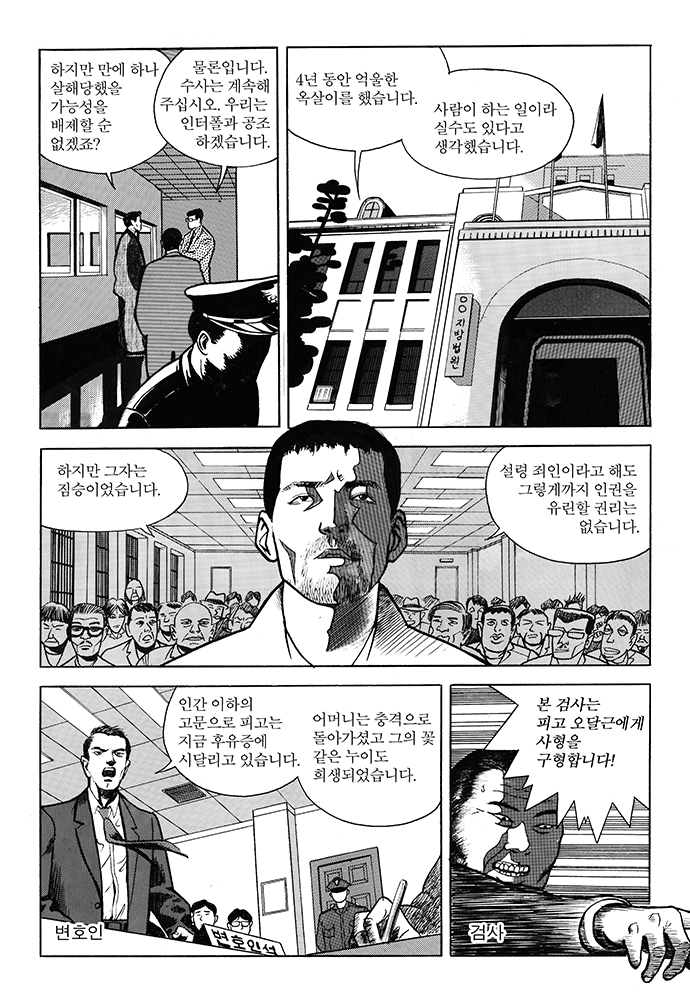 하지만 만에 하나
살해당했을
가능성을
배제할 순
없겠죠?
물론입니다.
수사는 계속해
주십시오. 우리는
인터폴과 공조
하겠습니다.
4년 동안 억울한
옥살이를 했습니다.
사람이 하는 일이라
실수도 있다고
생각했습니다.
○○지방법원
하지만 그자는
짐승이었습니다.
설령 죄인이라고 해도
그렇게까지 인권을
유린할 권리는
없습니다.
인간 이하의
고문으로 피고는
지금 후유증에
시달리고 있습니다.
어머니는 충격으로
돌아가셨고 그의 꽃
같은 누이도
희생되었습니다.
변호인
변호인석
본 검사는
피고 오달근에게
사형을
구형합니다!
검사